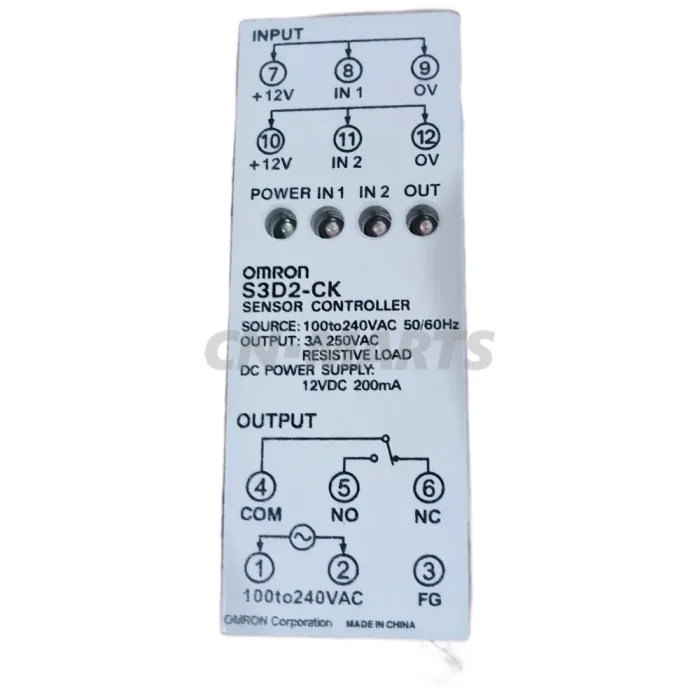 INPUT
7 8 9
+12V IN 1 0V
10 11 12
+12V IN 2 0V
POWER IN 1 IN 2 OUT
OMRON
S3D2-CK
SENSOR CONTROLLER
SOURCE: 100to240VAC 50/60Hz
OUTPUT: 3A 250VAC
RESISTIVE LOAD
DC POWER SUPPLY:
12VDC 200mA
OUTPUT
4 5 6
COM NO NC
1 2 3
100to240VAC FG
OMRON Corporation MADE IN CHINA